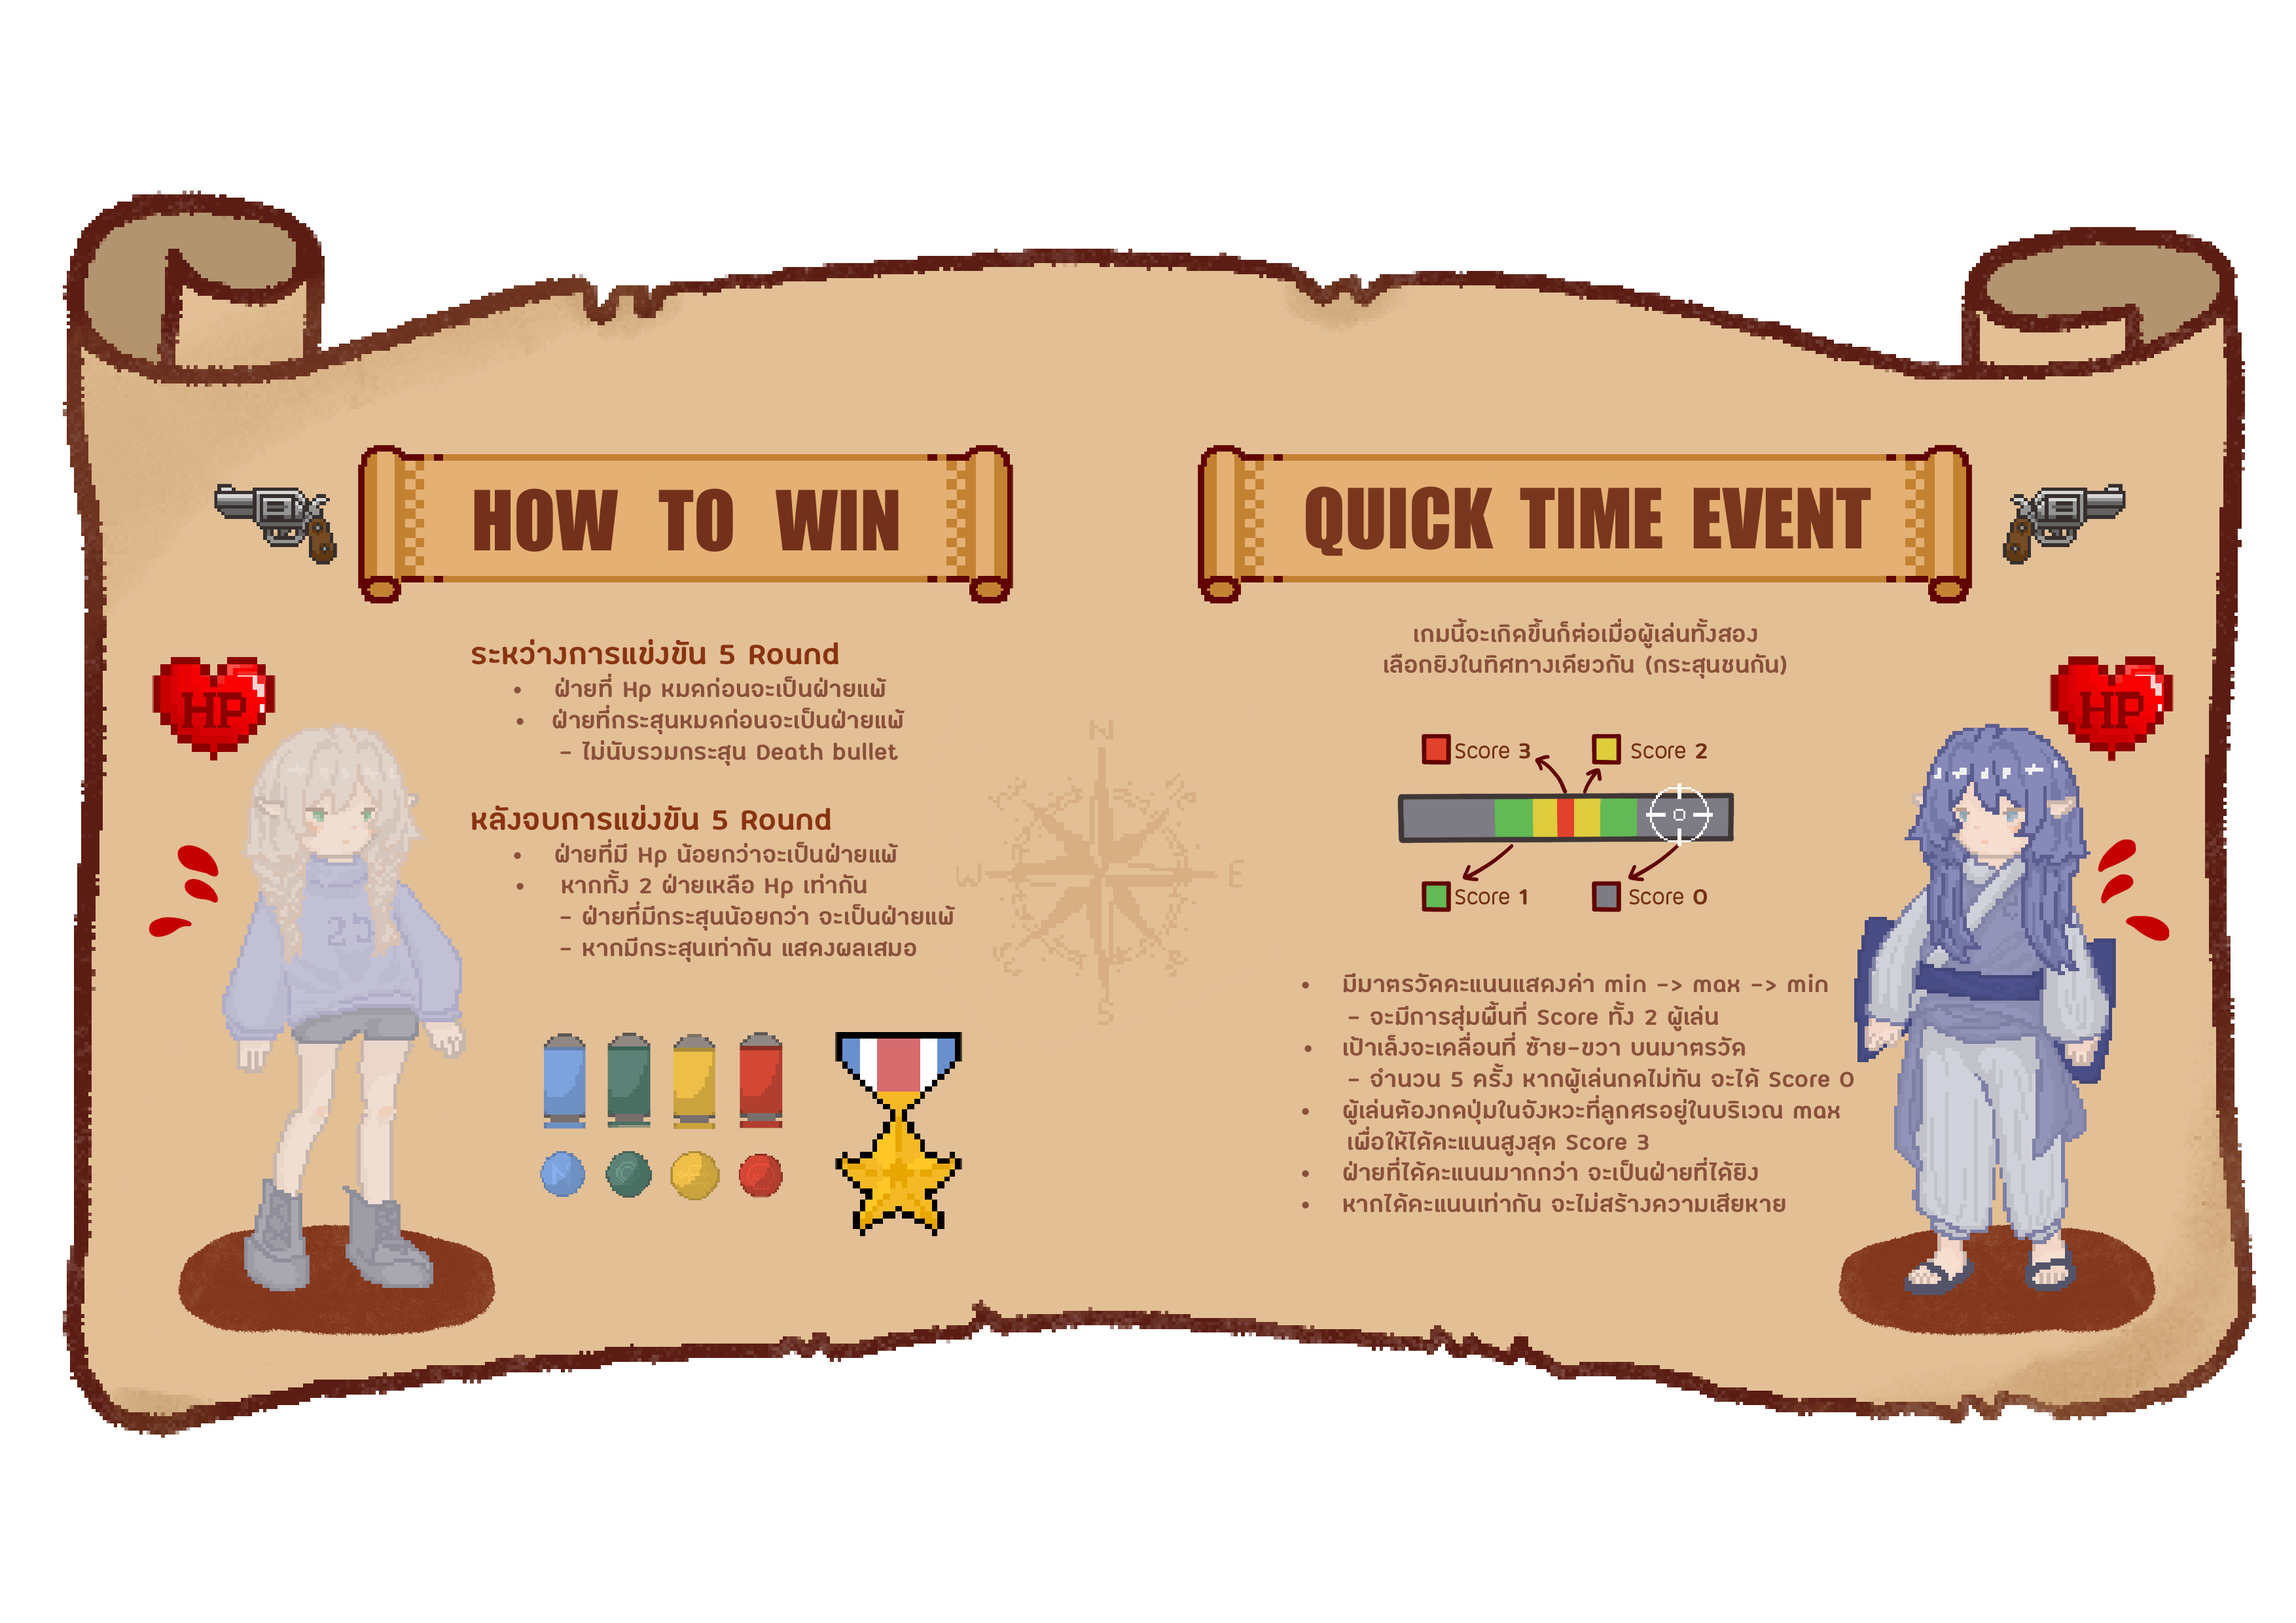 HOW TO WIN
ระหว่างการแข่งขัน 5 Round
• ฝ่ายที่ Hp หมดก่อนจะเป็นฝ่ายแพ้
• ฝ่ายที่กระสุนหมดก่อนจะเป็นฝ่ายแพ้
- ไม่นับรวมกระสุน Death bullet
หลังจบการแข่งขัน 5 Round
• ฝ่ายที่มี Hp น้อยกว่าจะเป็นฝ่ายแพ้
• หากทั้ง 2 ฝ่ายเหลือ Hp เท่ากัน
- ฝ่ายที่มีกระสุนน้อยกว่า จะเป็นฝ่ายแพ้
- หากมีกระสุนเท่ากัน แสดงผลเสมอ
HP
23
N
W
E
S
QUICK TIME EVENT
เกมนี้จะเกิดขึ้นก็ต่อเมื่อผู้เล่นทั้งสอง
เลือกยิงในทิศทางเดียวกัน (กระสุนชนกัน)
Score 3
Score 2
Score 1
Score 0
• มีมาตรวัดคะแนนแสดงค่า min -> max -> min
- จะมีการสุ่มพื้นที่ Score ทั้ง 2 ผู้เล่น
• เป้าเล็งจะเคลื่อนที่ ซ้าย-ขวา บนมาตรวัด
- จำนวน 5 ครั้ง หากผู้เล่นกดไม่ทัน จะได้ Score 0
• ผู้เล่นต้องกดปุ่มในจังหวะที่ลูกศรอยู่ในบริเวณ max
เพื่อให้ได้คะแนนสูงสุด Score 3
• ฝ่ายที่ได้คะแนนมากกว่า จะเป็นฝ่ายที่ได้ยิง
• หากได้คะแนนเท่ากัน จะไม่สร้างความเสียหาย
HP